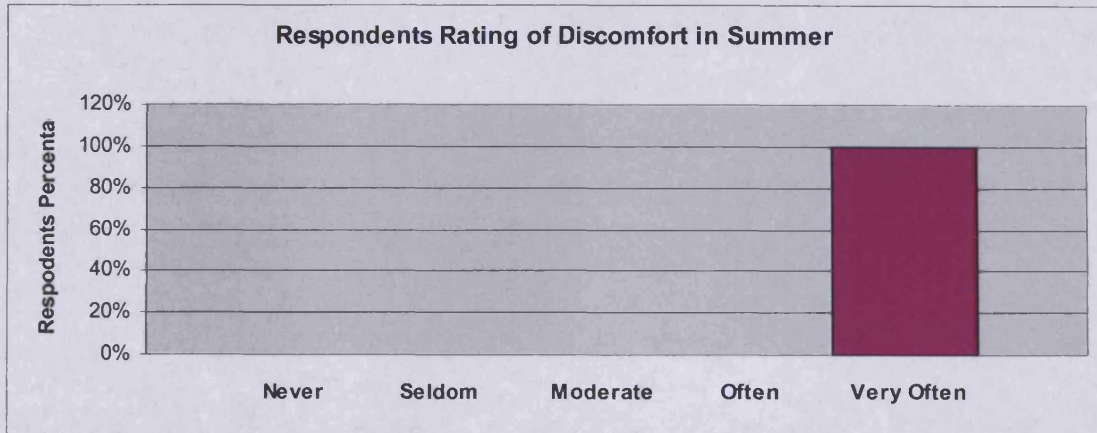 Respondents Rating of Discomfort in Summer
Respodents Percenta
120%
100%
80%
60%
40%
20%
0%
Never Seldom Moderate Often Very Often